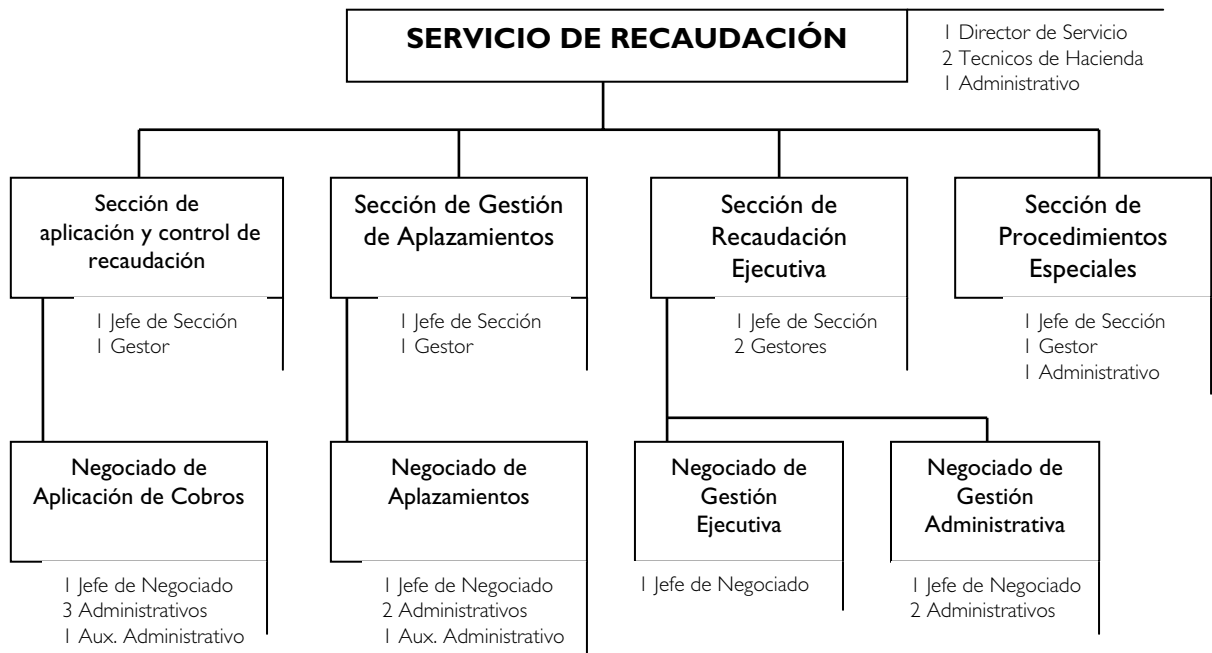 SERVICIO DE RECAUDACIÓN
1 Director de Servicio
2 Tecnicos de Hacienda
1 Administrativo
Sección de
aplicación y control de
recaudación
1 Jefe de Sección
1 Gestor
Sección de Gestión
de Aplazamientos
1 Jefe de Sección
1 Gestor
Sección de
Recaudación
Ejecutiva
1 Jefe de Sección
2 Gestores
Sección de
Procedimientos
Especiales
1 Jefe de Sección
1 Gestor
1 Administrativo
Negociado de
Aplicación de Cobros
1 Jefe de Negociado
3 Administrativos
1 Aux. Administrativo
Negociado de
Aplazamientos
1 Jefe de Negociado
2 Administrativos
1 Aux. Administrativo
Negociado de
Gestión
Ejecutiva
1 Jefe de Negociado
Negociado de
Gestión
Administrativa
1 Jefe de Negociado
2 Administrativos